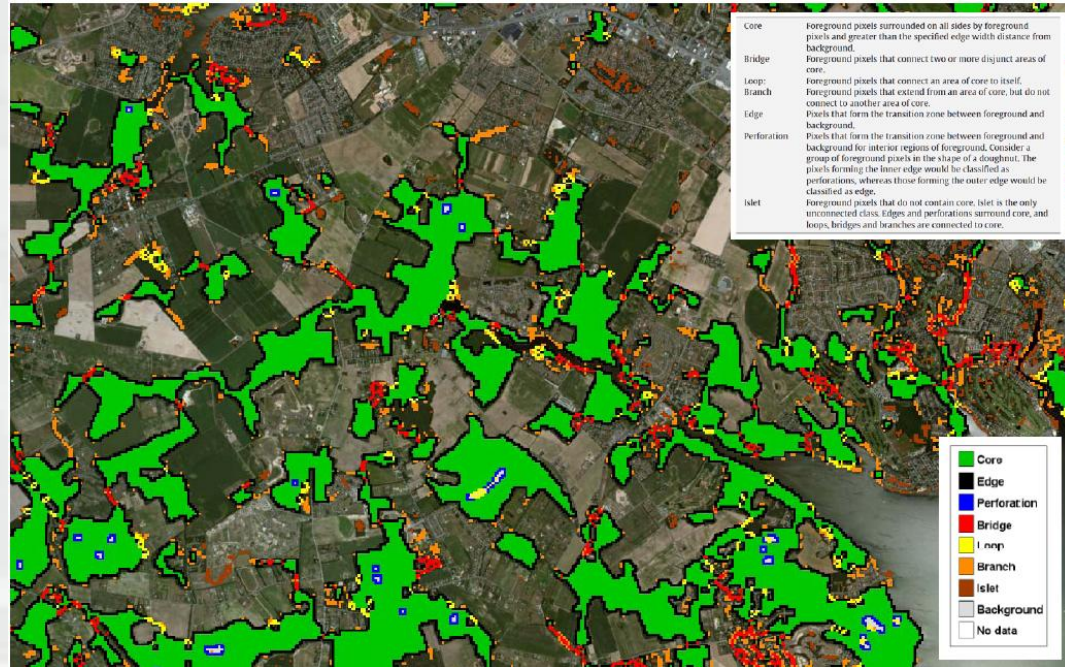 Core Foreground pixels surrounded on all sides by foreground
pixels and greater than the specified edge width distance from
background.
Bridge Foreground pixels that connect two or more disjunct areas of
core.
Loop: Foreground pixels that connect an area of core to itself.
Branch Foreground pixels that extend from an area of core, but do not
connect to another area of core.
Edge Pixels that form the transition zone between foreground and
background.
Perforation Pixels that form the transition zone between foreground and
background for interior regions of foreground. Consider a
group of foreground pixels in the shape of a doughnut. The
pixels forming the inner edge would be classified as
perforations, whereas those forming the outer edge would be
classified as edge.
Islet Foreground pixels that do not contain core. Islet is the only
unconnected class. Edges and perforations surround core, and
loops, bridges and branches are connected to core.
Core
Edge
Perforation
Bridge
Loop
Branch
Islet
Background
No data